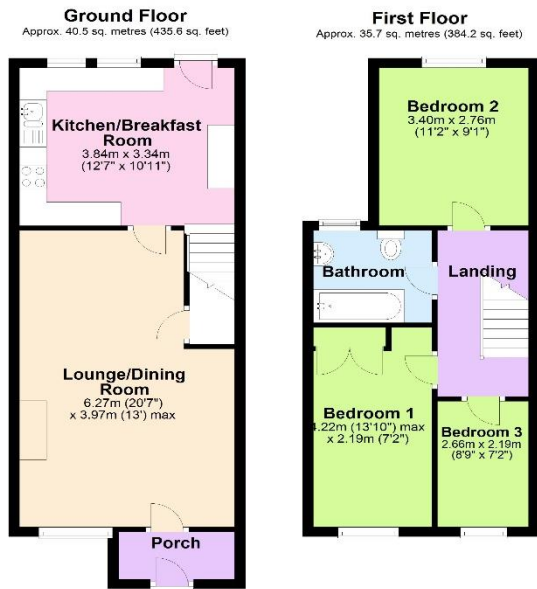 Ground Floor
Approx. 40.5 sq. metres (435.6 sq. feet)
Kitchen/Breakfast
Room
3.84m x 3.34m
(12'7" x 10'11")
Lounge/Dining
Room
6.27m (20'7")
x 3.97m (13') max
Porch
First Floor
Approx. 35.7 sq. metres (384.2 sq. feet)
Bedroom 2
3.40m x 2.76m
(11'2" x 9'1")
Bathroom
Landing
Bedroom 1
4.22m (13'10") max
x 2.19m (7'2")
Bedroom 3
2.66m x 2.19m
(8'9" x 7'2")